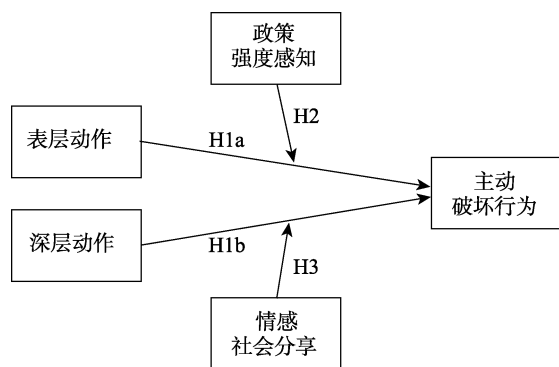 政策
强度感知
H2
表层动作
H1a
主动
破坏行为
深层动作
H1b
H3
情感
社会分享